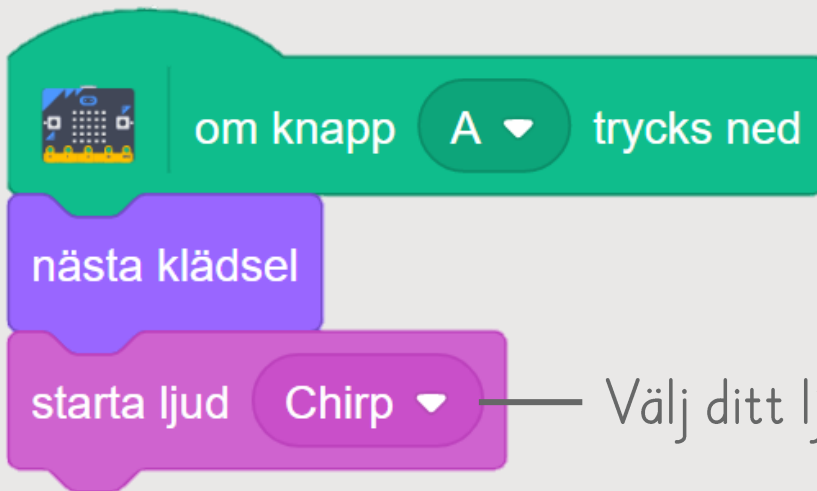 om knapp A trycks ned
nästa klädsel
starta ljud Chirp
Välj ditt